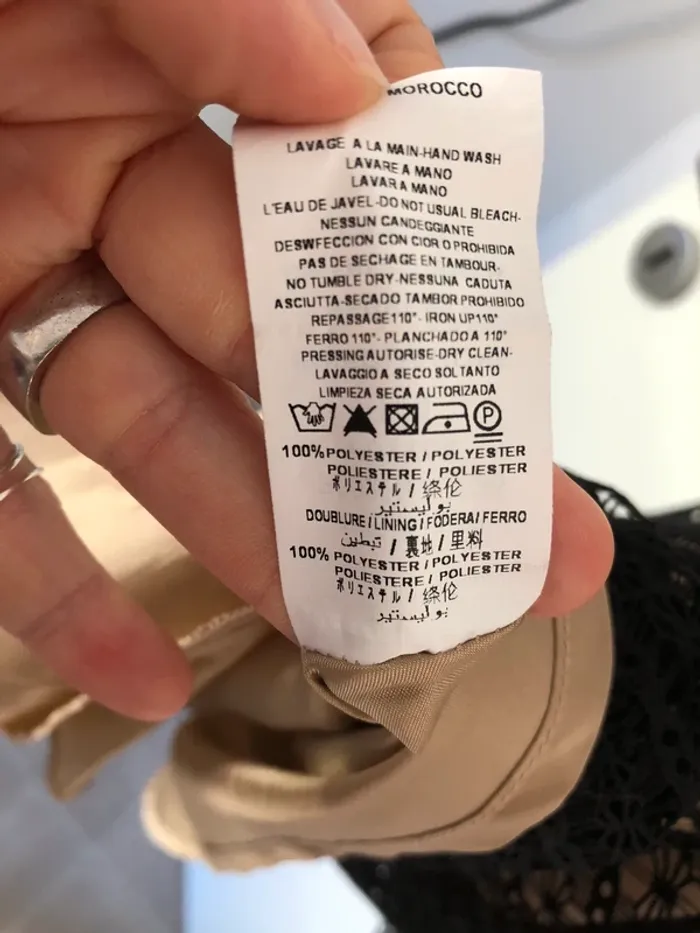 MOROCCO
LAVAGE A LA MAIN-HAND WASH
LAVARE A MANO
LAVAR A MANO
L'EAU DE JAVEL-DO NOT USUAL BLEACH-
NESSUN CANDEGGIANTE
DESWFECCION CON CIOR O PROHIBIDA
PAS DE SECHAGE EN TAMBOUR-
NO TUMBLE DRY-NESSUNA CADUTA
ASCIUTTA-SECADO TAMBOR PROHIBIDO
REPASSAGE 110°- IRON UP 110°
FERRO 110°- PLANCHADO A 110°
PRESSING AUTORISE-DRY CLEAN-
LAVAGGIO A SECO SOLTANTO
LIMPIEZA SECA AUTORIZADA
P
100% POLYESTER / POLYESTER
POLIESTERE / POLIESTER
ポリエステル / 绦伦
بوليستير
DOUBLURE / LINING / FODERA / FERRO
裏地 / 里料 / تبطين
100% POLYESTER / POLYESTER
POLIESTERE / POLIESTER
ポリエステル / 绦伦
بوليستير